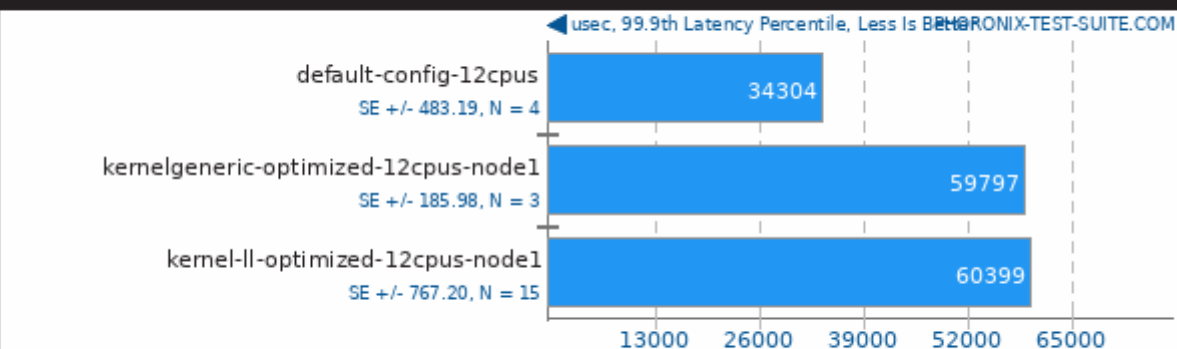 ◀ usec, 99.9th Latency Percentile, Less Is Better PHORONIX-TEST-SUITE.COM
default-config-12cpus
SE +/- 483.19, N = 4
34304
kernelgeneric-optimized-12cpus-node1
SE +/- 185.98, N = 3
59797
kernel-ll-optimized-12cpus-node1
SE +/- 767.20, N = 15
60399
13000 26000 39000 52000 65000